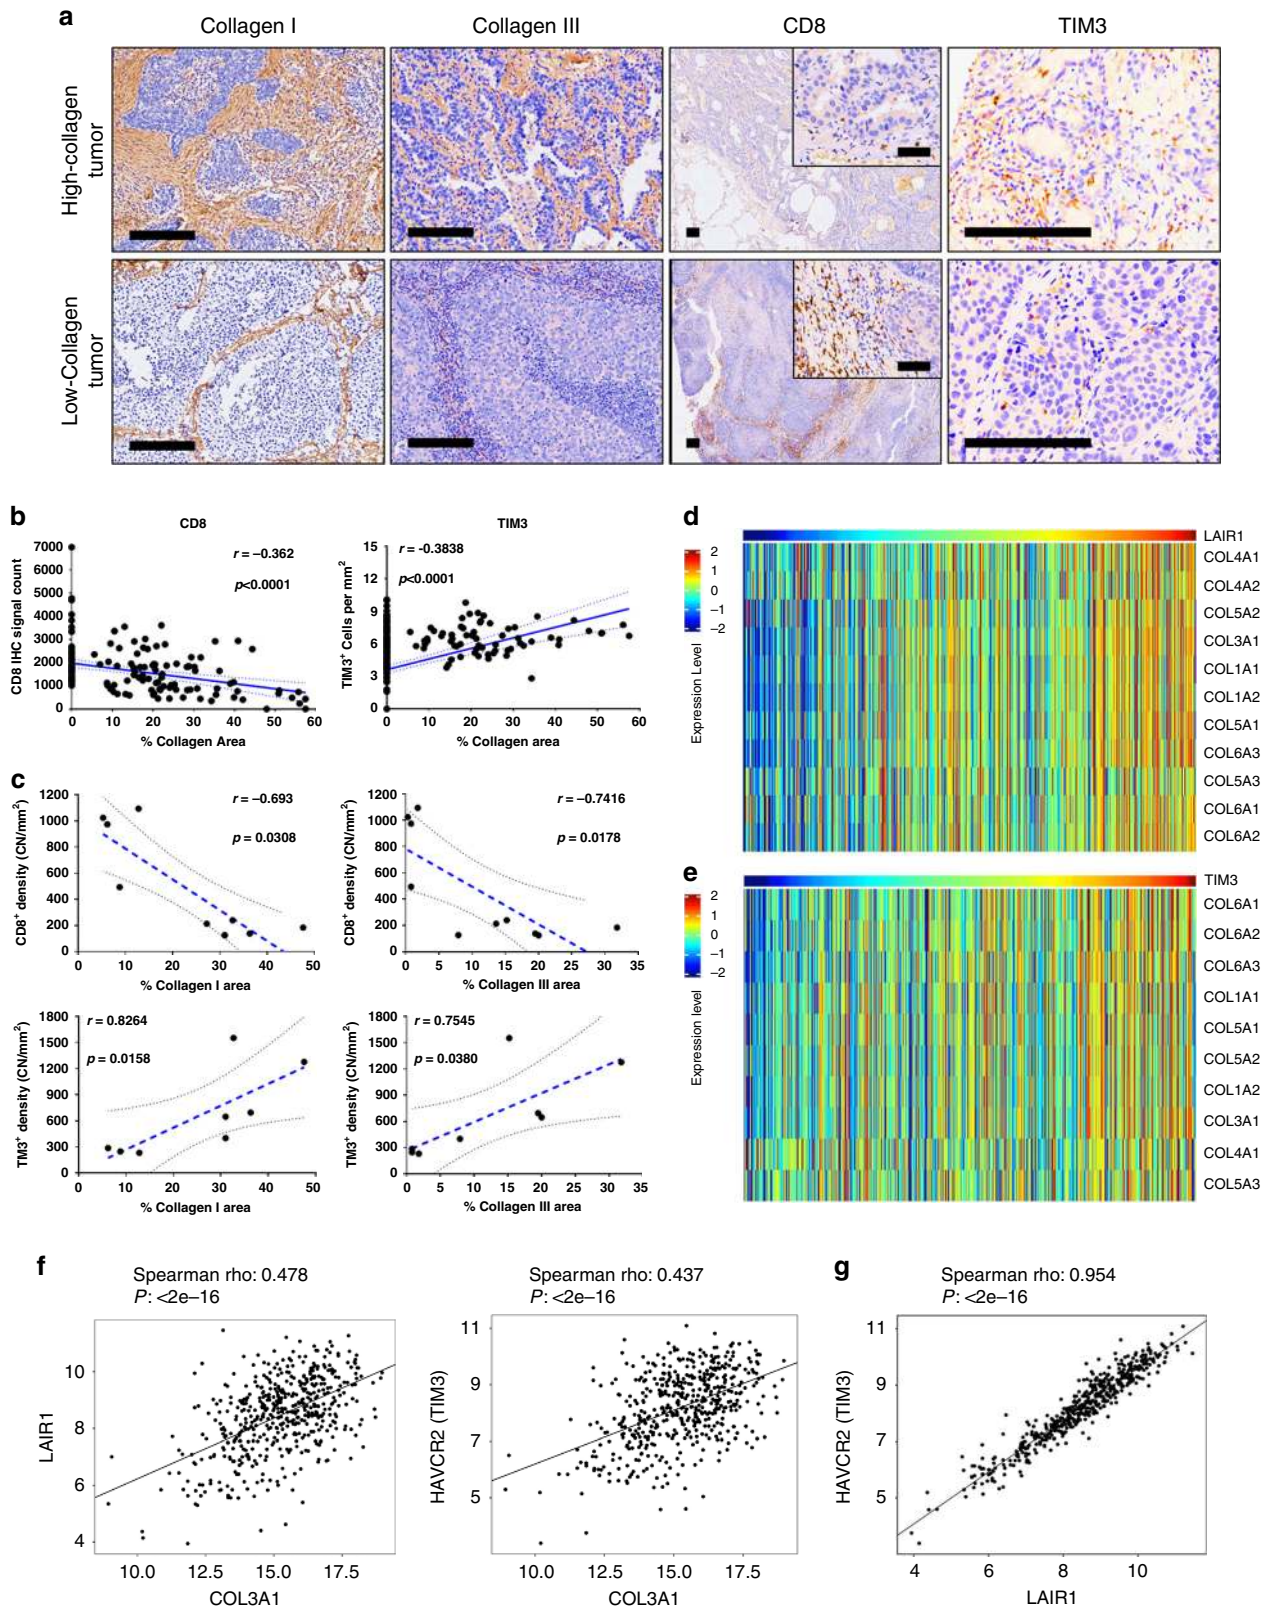 a
Collagen I
Collagen III
CD8
TIM3
High-collagen
tumor
Low-Collagen
tumor
b
CD8
CD8 IHC signal count
7000
6000
5000
4000
3000
2000
1000
0
r = –0.362
p<0.0001
0 10 20 30 40 50 60
% Collagen Area
TIM3
TIM3+ Cells per mm2
15
12
9
6
3
0
r = -0.3838
p<0.0001
0 10 20 30 40 50 60
% Collagen area
c
CD8+ density (CN/mm2)
1200
1000
800
600
400
200
0
r = –0.693
p = 0.0308
0 10 20 30 40 50
% Collagen I area
CD8+ density (CN/mm2)
1200
1000
800
600
400
200
0
r = –0.7416
p = 0.0178
0 5 10 15 20 25 30 35
% Collagen III area
TM3+ density (CN/mm2)
1800
1500
1200
900
600
300
0
r = 0.8264
p = 0.0158
0 10 20 30 40 50
% Collagen I area
TM3+ density (CN/mm2)
1800
1500
1200
900
600
300
0
r = 0.7545
p = 0.0380
0 5 10 15 20 25 30 35
% Collagen III area
d
2
1
0
–1
–2
Expression Level
LAIR1
COL4A1
COL4A2
COL5A2
COL3A1
COL1A1
COL1A2
COL5A1
COL6A3
COL5A3
COL6A1
COL6A2
e
2
1
0
–1
–2
Expression level
TIM3
COL6A1
COL6A2
COL6A3
COL1A1
COL5A1
COL5A2
COL1A2
COL3A1
COL4A1
COL5A3
f
Spearman rho: 0.478
P: <2e–16
LAIR1
10
8
6
4
10.0 12.5 15.0 17.5
COL3A1
Spearman rho: 0.437
P: <2e–16
HAVCR2 (TIM3)
11
9
7
5
10.0 12.5 15.0 17.5
COL3A1
g
Spearman rho: 0.954
P: <2e–16
HAVCR2 (TIM3)
11
9
7
5
4 6 8 10
LAIR1